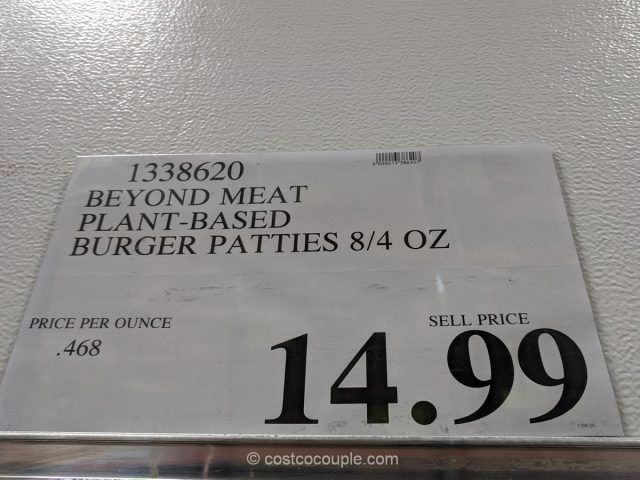 1338620
BEYOND MEAT
PLANT-BASED
BURGER PATTIES 8/4 OZ
PRICE PER OUNCE
.468
SELL PRICE
14.99
© costcocouple.com